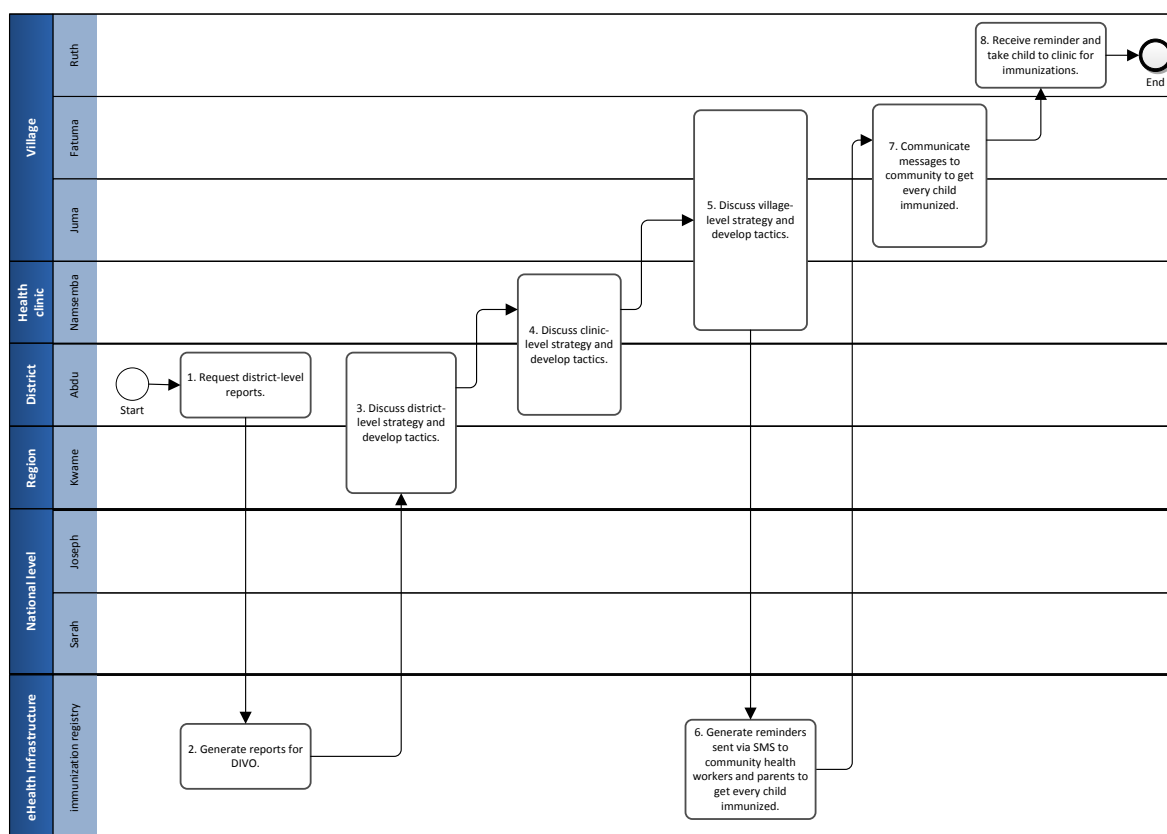 Village
Ruth
8. Receive reminder and
take child to clinic for
immunizations.
End
Fatuma
7. Communicate
messages to
community to get
every child
immunized.
Juma
5. Discuss village-
level strategy and
develop tactics.
Health
clinic
Namsemba
4. Discuss clinic-
level strategy and
develop tactics.
District
Abdu
Start
1. Request district-level
reports.
3. Discuss district-
level strategy and
develop tactics.
Region
Kwame
National level
Joseph
Sarah
eHealth Infrastructure
immunization registry
2. Generate reports for
DIVO.
6. Generate reminders
sent via SMS to
community health
workers and parents to
get every child
immunized.